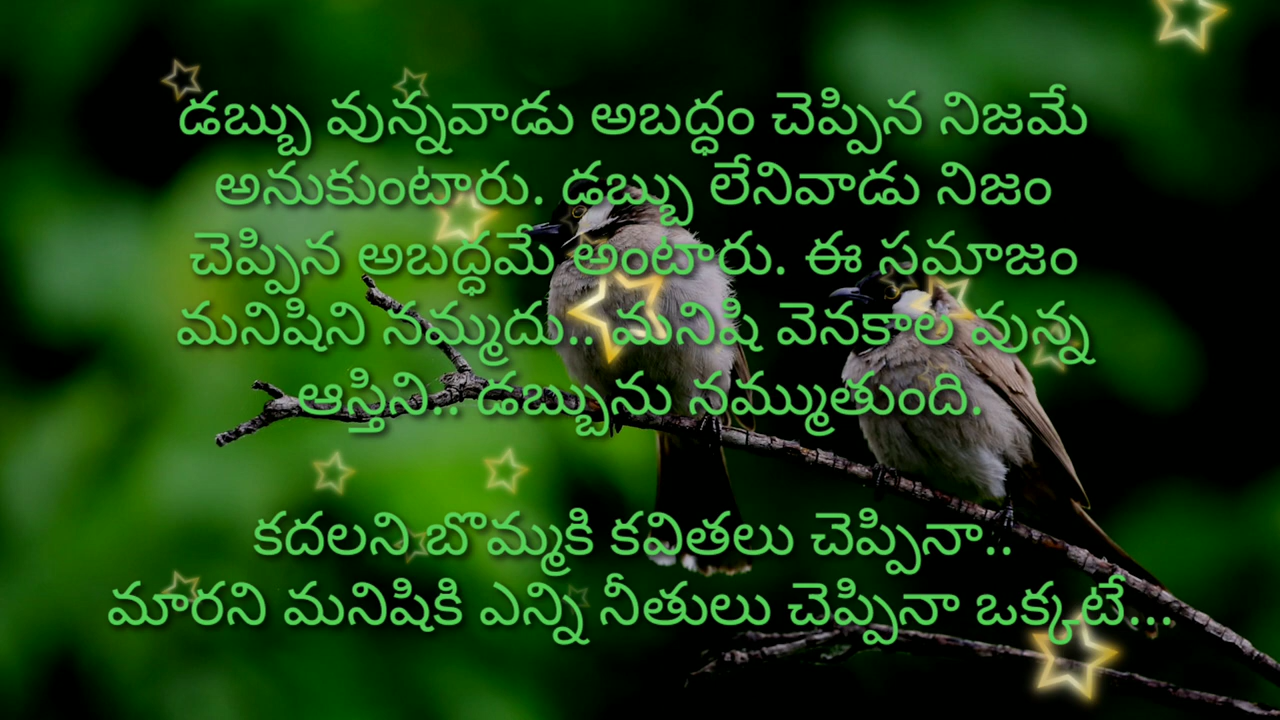 డబ్బు వున్నవాడు అబద్ధం చెప్పిన నిజమే
అనుకుంటారు. డబ్బు లేనివాడు నిజం
చెప్పిన అబద్ధమే అంటారు. ఈ సమాజం
మనిషిని నమ్మదు.. మనిషి వెనకాల వున్న
ఆస్తిని.. డబ్బును నమ్ముతుంది.
కదలని బొమ్మకి కవితలు చెప్పినా..
మారని మనిషికి ఎన్ని నీతులు చెప్పినా ఒక్కటే...